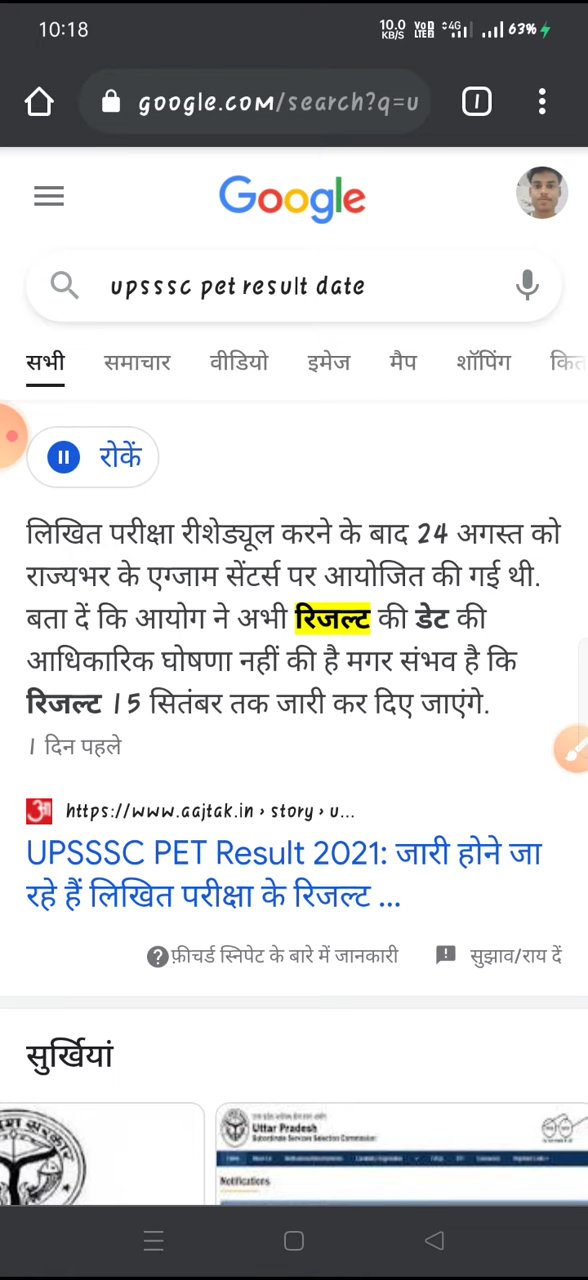 10:18
10.0 KB/S VoD LTE 4G 63%
google.com/search?q=u
Google
upsssc pet result date
सभी समाचार वीडियो इमेज मैप शॉपिंग
रोकें
लिखित परीक्षा रीशेड्यूल करने के बाद 24 अगस्त को
राज्यभर के एग्जाम सेंटर्स पर आयोजित की गई थी.
बता दें कि आयोग ने अभी रिजल्ट की डेट की
आधिकारिक घोषणा नहीं की है मगर संभव है कि
रिजल्ट 15 सितंबर तक जारी कर दिए जाएंगे.
1 दिन पहले
https://www.aajtak.in › story › u...
UPSSSC PET Result 2021: जारी होने जा
रहे हैं लिखित परीक्षा के रिजल्ट ...
फ़ीचर्ड स्निपेट के बारे में जानकारी सुझाव/राय दें
सुर्खियां
Uttar Pradesh
Subordinate Services Selection Commission
Notifications